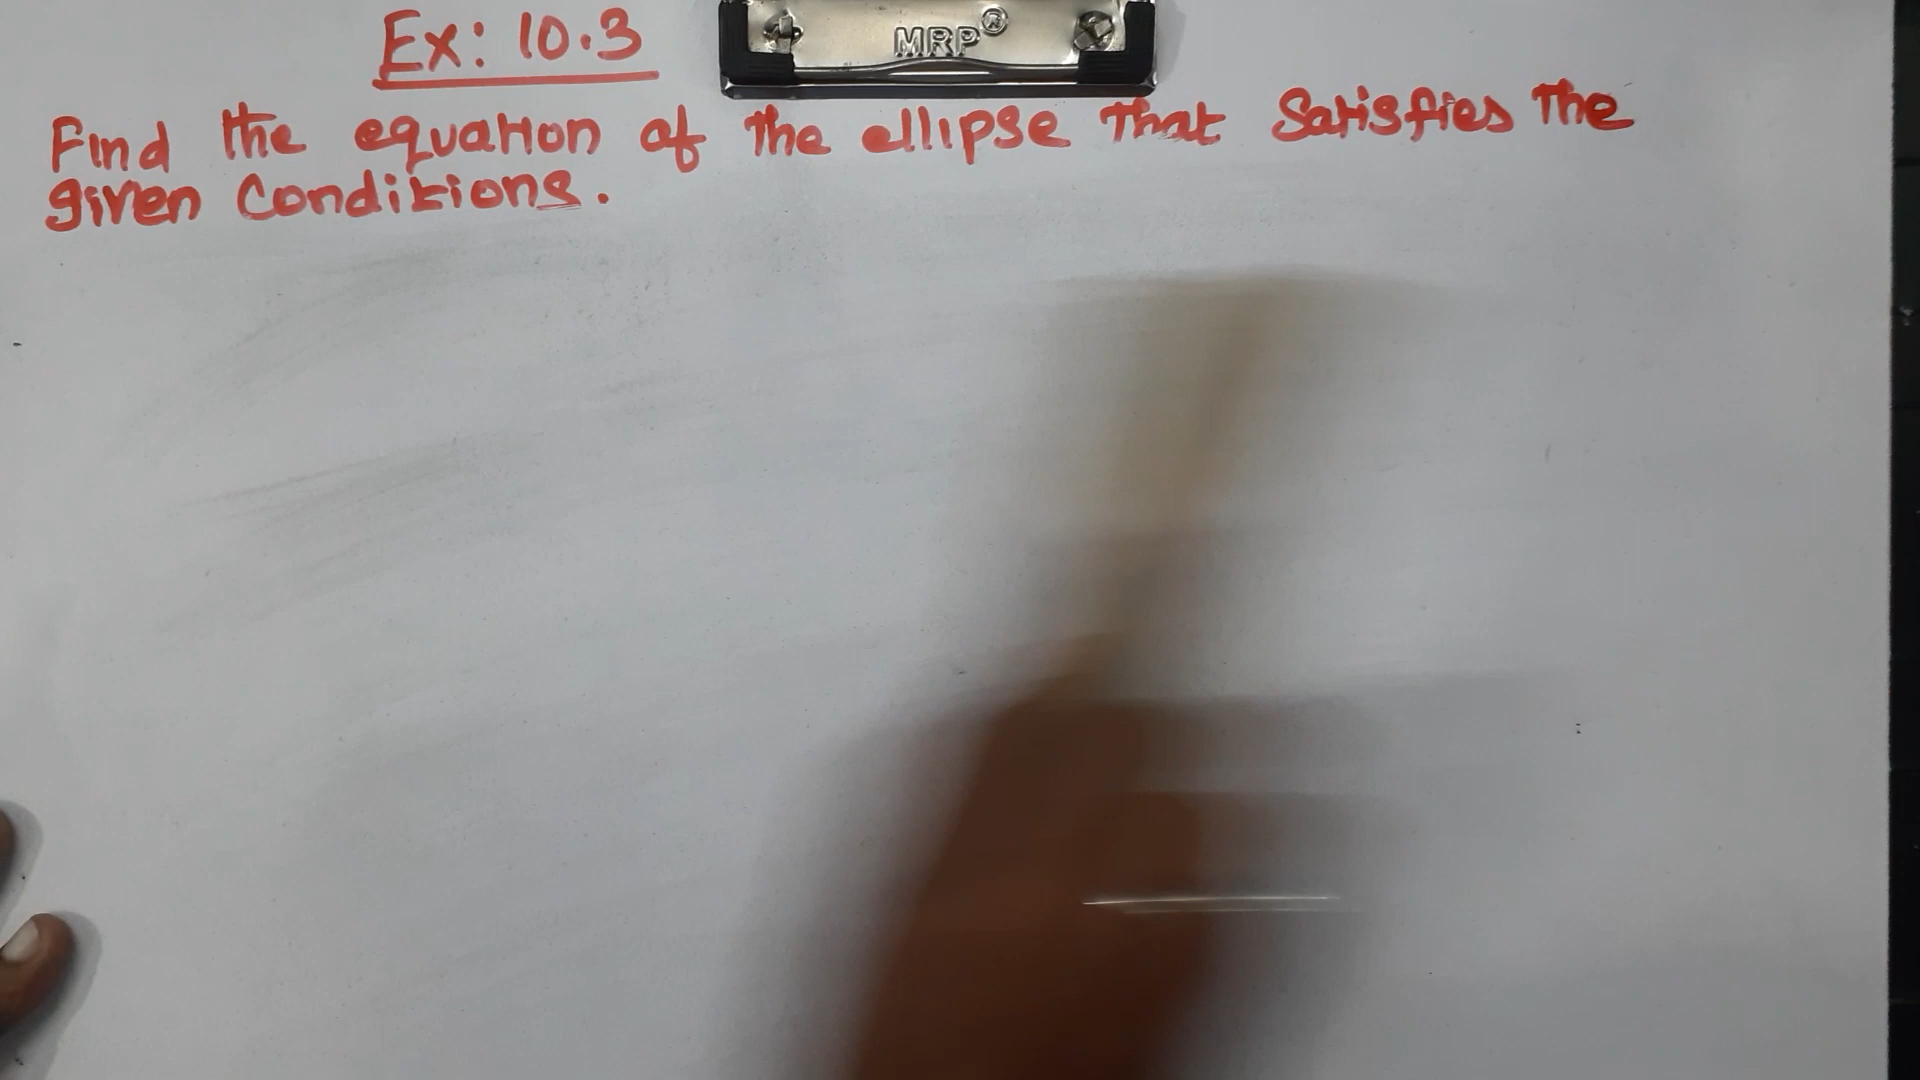 Ex: 10.3
MRP®
Find the equation of the ellipse That Satisfies The
given Conditions.